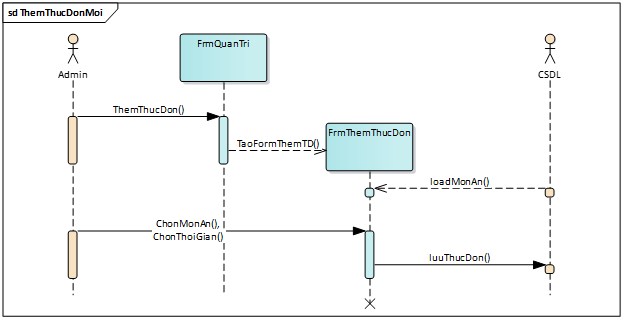 sd ThemThucDonMoi
FrmQuanTri
Admin
CSDL
ThemThucDon()
FrmThemThucDon
TaoFormThemTD()
loadMonAn()
ChonMonAn(),
ChonThoiGian()
luuThucDon()